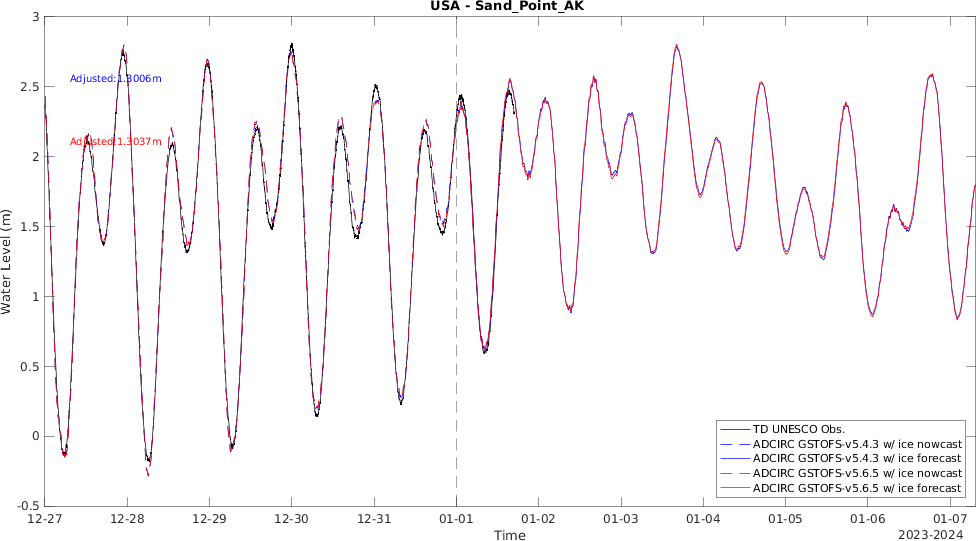 USA - Sand_Point_AK
Water Level (m)
3
2.5
2
1.5
1
0.5
0
-0.5
Adjusted:1.3006m
Adjusted:1.3037m
TD UNESCO Obs.
ADCIRC GSTOFS-v5.4.3 w/ ice nowcast
ADCIRC GSTOFS-v5.4.3 w/ ice forecast
ADCIRC GSTOFS-v5.6.5 w/ ice nowcast
ADCIRC GSTOFS-v5.6.5 w/ ice forecast
12-27 12-28 12-29 12-30 12-31 01-01 01-02 01-03 01-04 01-05 01-06 01-07
Time
2023-2024